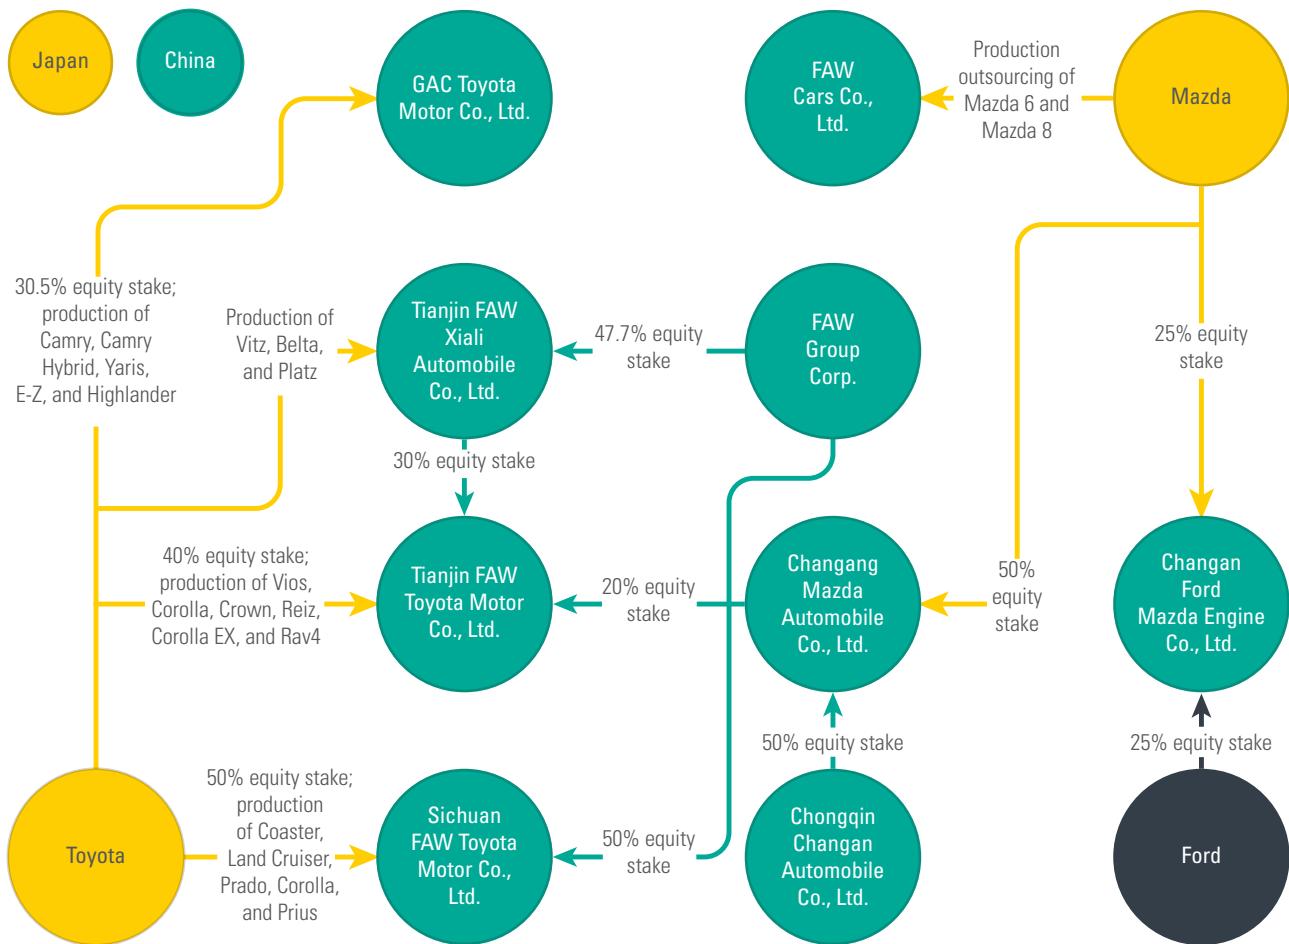 Japan
China
GAC Toyota
Motor Co., Ltd.
FAW
Cars Co.,
Ltd.
Production
outsourcing of
Mazda 6 and
Mazda 8
Mazda
30.5% equity stake;
production of
Camry, Camry
Hybrid, Yaris,
E-Z, and Highlander
Production of
Vitz, Belta,
and Platz
Tianjin FAW
Xiali
Automobile
Co., Ltd.
47.7% equity
stake
FAW
Group
Corp.
25% equity
stake
30% equity stake
40% equity stake;
production of Vios,
Corolla, Crown, Reiz,
Corolla EX, and Rav4
Tianjin FAW
Toyota Motor
Co., Ltd.
20% equity
stake
Changang
Mazda
Automobile
Co., Ltd.
50%
equity
stake
Changan
Ford
Mazda Engine
Co., Ltd.
50% equity stake
25% equity stake
Toyota
50% equity stake;
production
of Coaster,
Land Cruiser,
Prado, Corolla,
and Prius
Sichuan
FAW Toyota
Motor Co.,
Ltd.
50% equity
stake
Chongqin
Changan
Automobile
Co., Ltd.
Ford